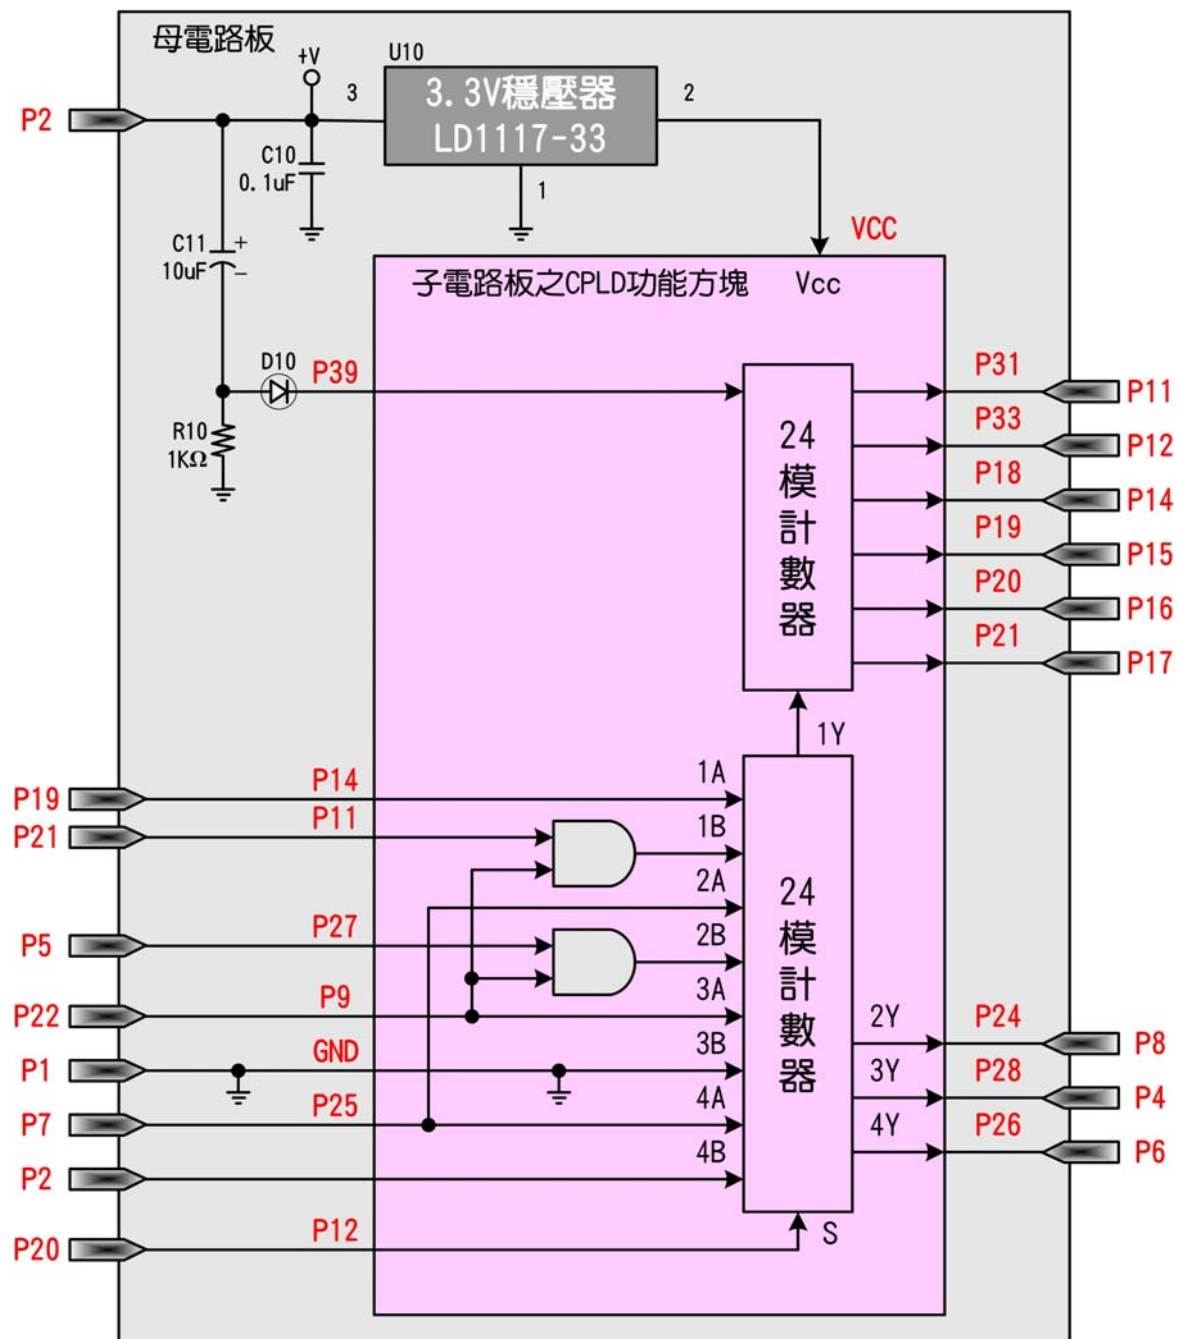 母電路板
+V
U10
3
3.3V穩壓器
LD1117-33
2
1
P2
C10
0.1uF
C11
10uF
+
−
VCC
子電路板之CPLD功能方塊
Vcc
D10
P39
R10
1KΩ
24
模
計
數
器
P31
P11
P33
P12
P18
P14
P19
P15
P20
P16
P21
P17
1Y
P19
P14
1A
P21
P11
1B
2A
P5
P27
2B
P22
P9
3A
P1
GND
3B
P7
P25
4A
P2
4B
P20
P12
S
24
模
計
數
器
2Y
P24
P8
3Y
P28
P4
4Y
P26
P6